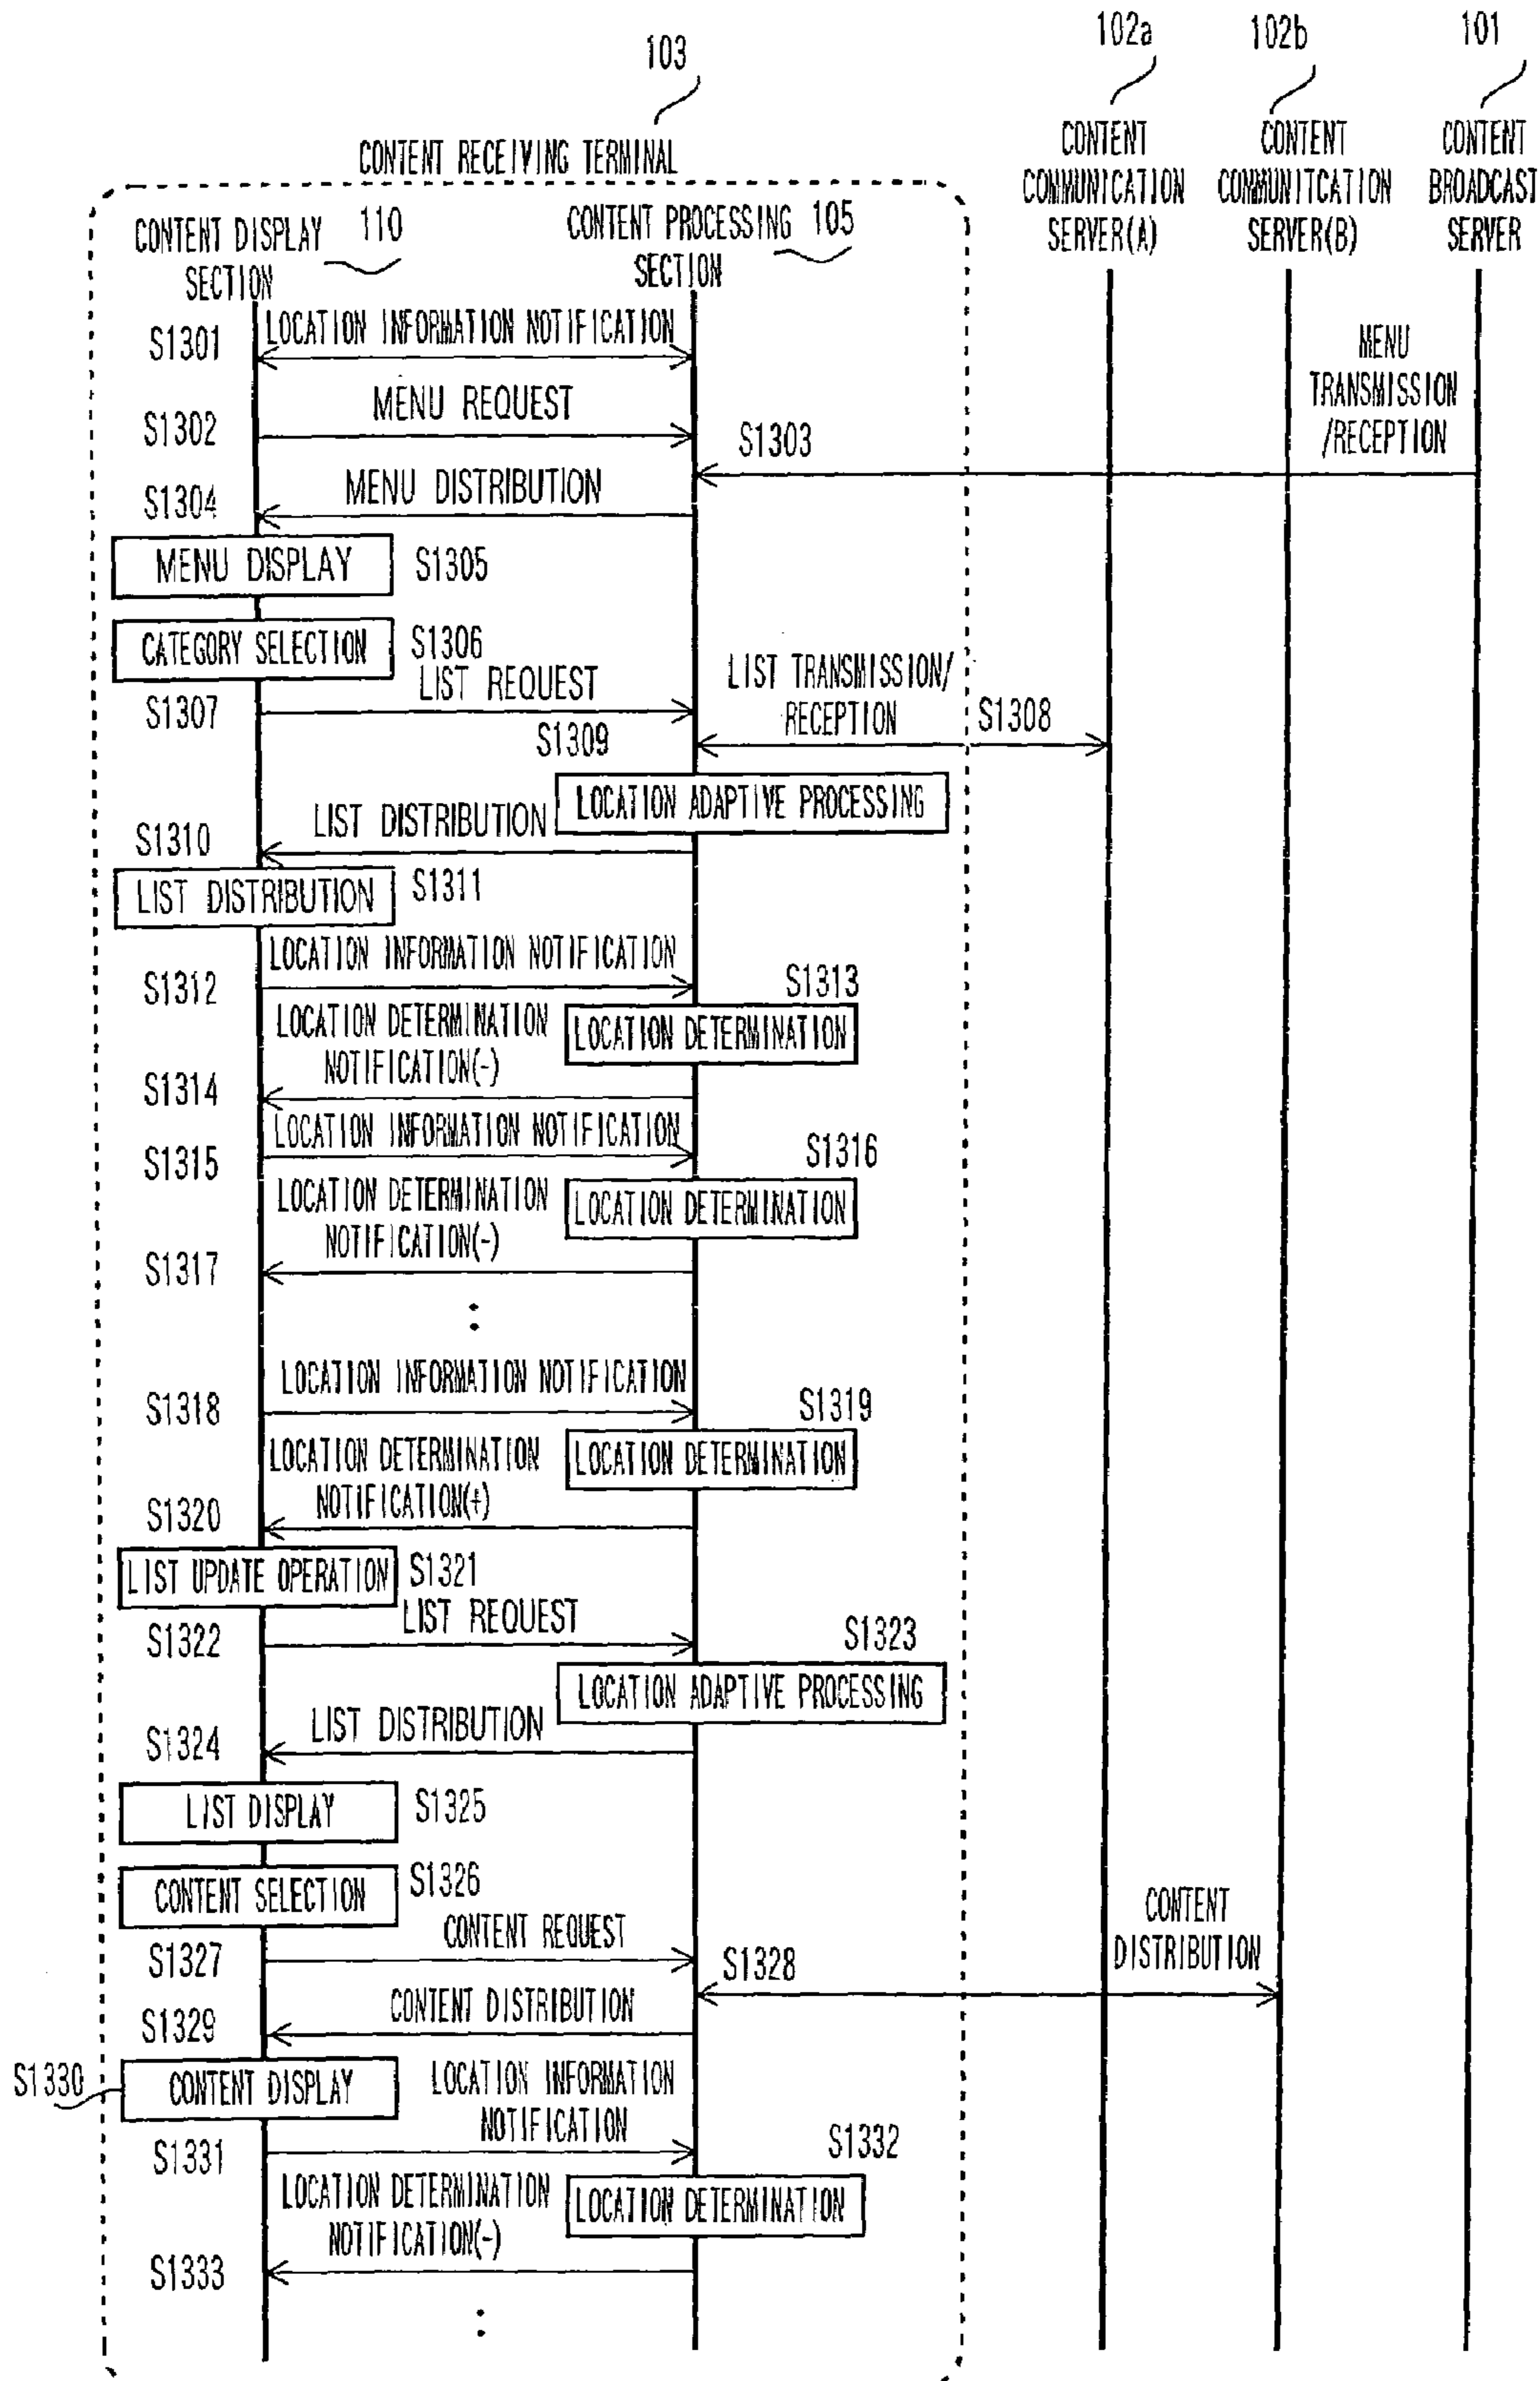 102a
102b
101
103
CONTENT
COMMUNICATION
SERVER(A)
CONTENT
COMMUNITCATION
SERVER(B)
CONTENT
BROADCAST
SERVER
CONTENT RECEIVING TERMINAL
CONTENT DISPLAY
SECTION
110
CONTENT PROCESSING
SECTION
105
S1301
LOCATION INFORMATION NOTIFICATION
MENU
TRANSMISSION
/RECEPTION
S1302
MENU REQUEST
S1303
S1304
MENU DISTRIBUTION
MENU DISPLAY
S1305
CATEGORY SELECTION
S1306
S1307
LIST REQUEST
LIST TRANSMISSION/
RECEPTION
S1308
S1309
LOCATION ADAPTIVE PROCESSING
S1310
LIST DISTRIBUTION
LIST DISTRIBUTION
S1311
S1312
LOCATION INFORMATION NOTIFICATION
S1313
LOCATION DETERMINATION
LOCATION DETERMINATION
NOTIFICATION(-)
S1314
S1315
LOCATION INFORMATION NOTIFICATION
S1316
LOCATION DETERMINATION
LOCATION DETERMINATION
NOTIFICATION(-)
S1317
S1318
LOCATION INFORMATION NOTIFICATION
S1319
LOCATION DETERMINATION
LOCATION DETERMINATION
NOTIFICATION(+)
S1320
LIST UPDATE OPERATION
S1321
S1322
LIST REQUEST
S1323
LOCATION ADAPTIVE PROCESSING
S1324
LIST DISTRIBUTION
LIST DISPLAY
S1325
CONTENT SELECTION
S1326
S1327
CONTENT REQUEST
S1328
CONTENT
DISTRIBUTION
S1329
CONTENT DISTRIBUTION
S1330
CONTENT DISPLAY
LOCATION INFORMATION
NOTIFICATION
S1331
S1332
LOCATION DETERMINATION
LOCATION DETERMINATION
NOTIFICATION(-)
S1333